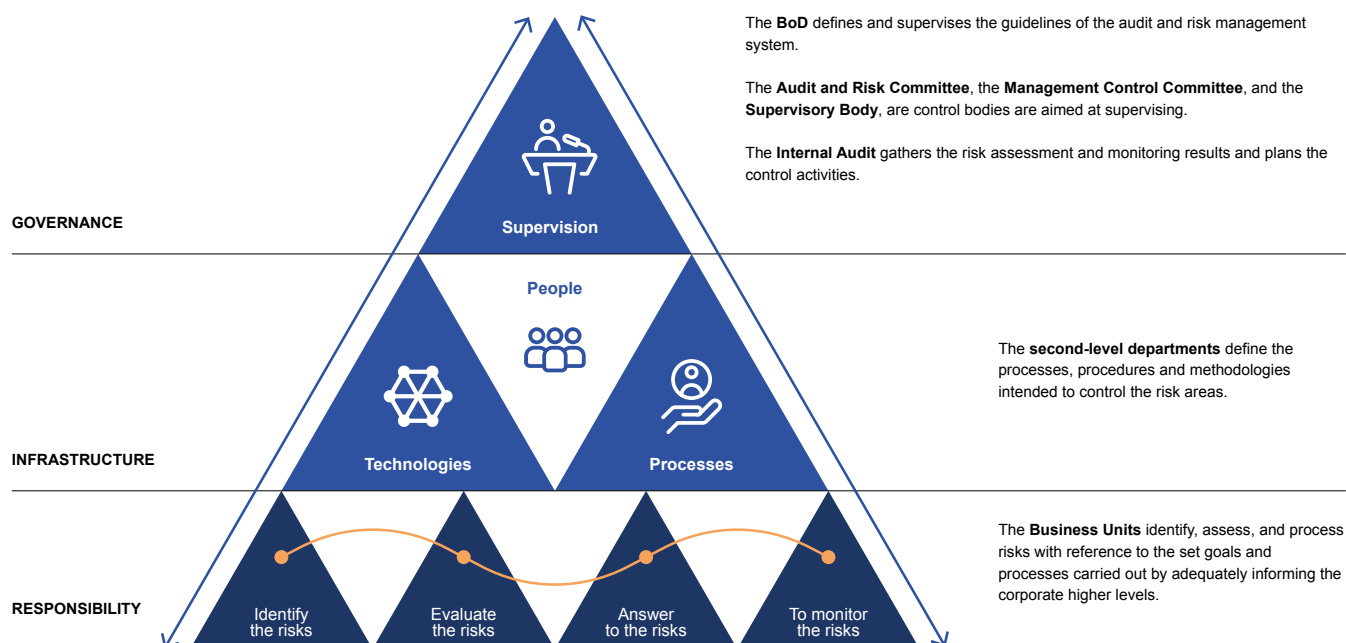 The BoD defines and supervises the guidelines of the audit and risk management
system.
The Audit and Risk Committee, the Management Control Committee, and the
Supervisory Body, are control bodies are aimed at supervising.
The Internal Audit gathers the risk assessment and monitoring results and plans the
control activities.
GOVERNANCE
Supervision
People
The second-level departments define the
processes, procedures and methodologies
intended to control the risk areas.
INFRASTRUCTURE
Technologies
Processes
The Business Units identify, assess, and process
risks with reference to the set goals and
processes carried out by adequately informing the
corporate higher levels.
RESPONSIBILITY
Identify
the risks
Evaluate
the risks
Answer
to the risks
To monitor
the risks